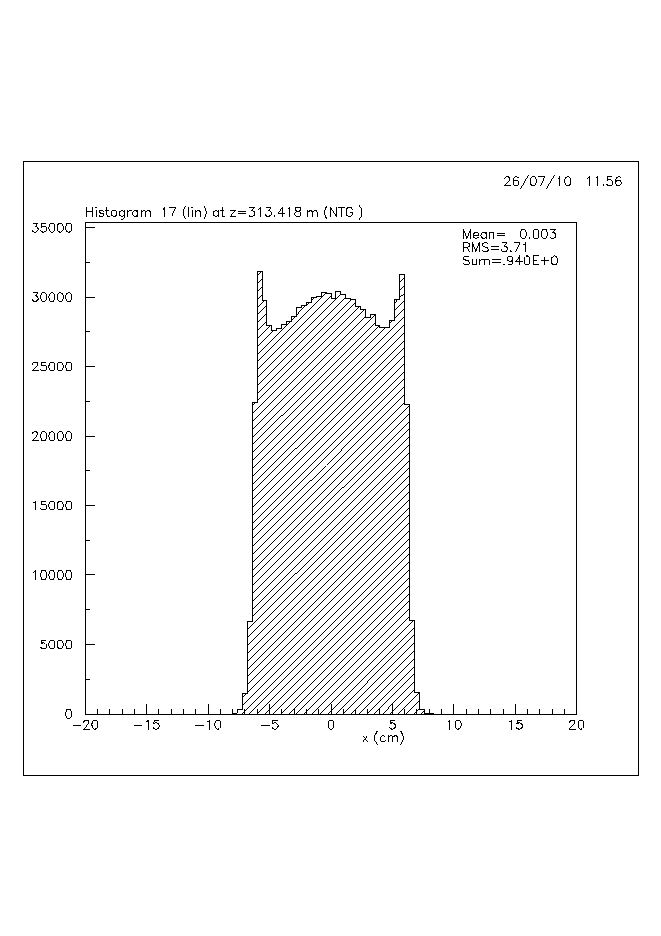 26/07/10 11.56
Histogram 17 (lin) at z=313.418 m (NTG )
Mean= 0.003
RMS=3.71
Sum=.940E+0
35000
30000
25000
20000
15000
10000
5000
0
−20 −15 −10 −5 0 5 10 15 20
x (cm)